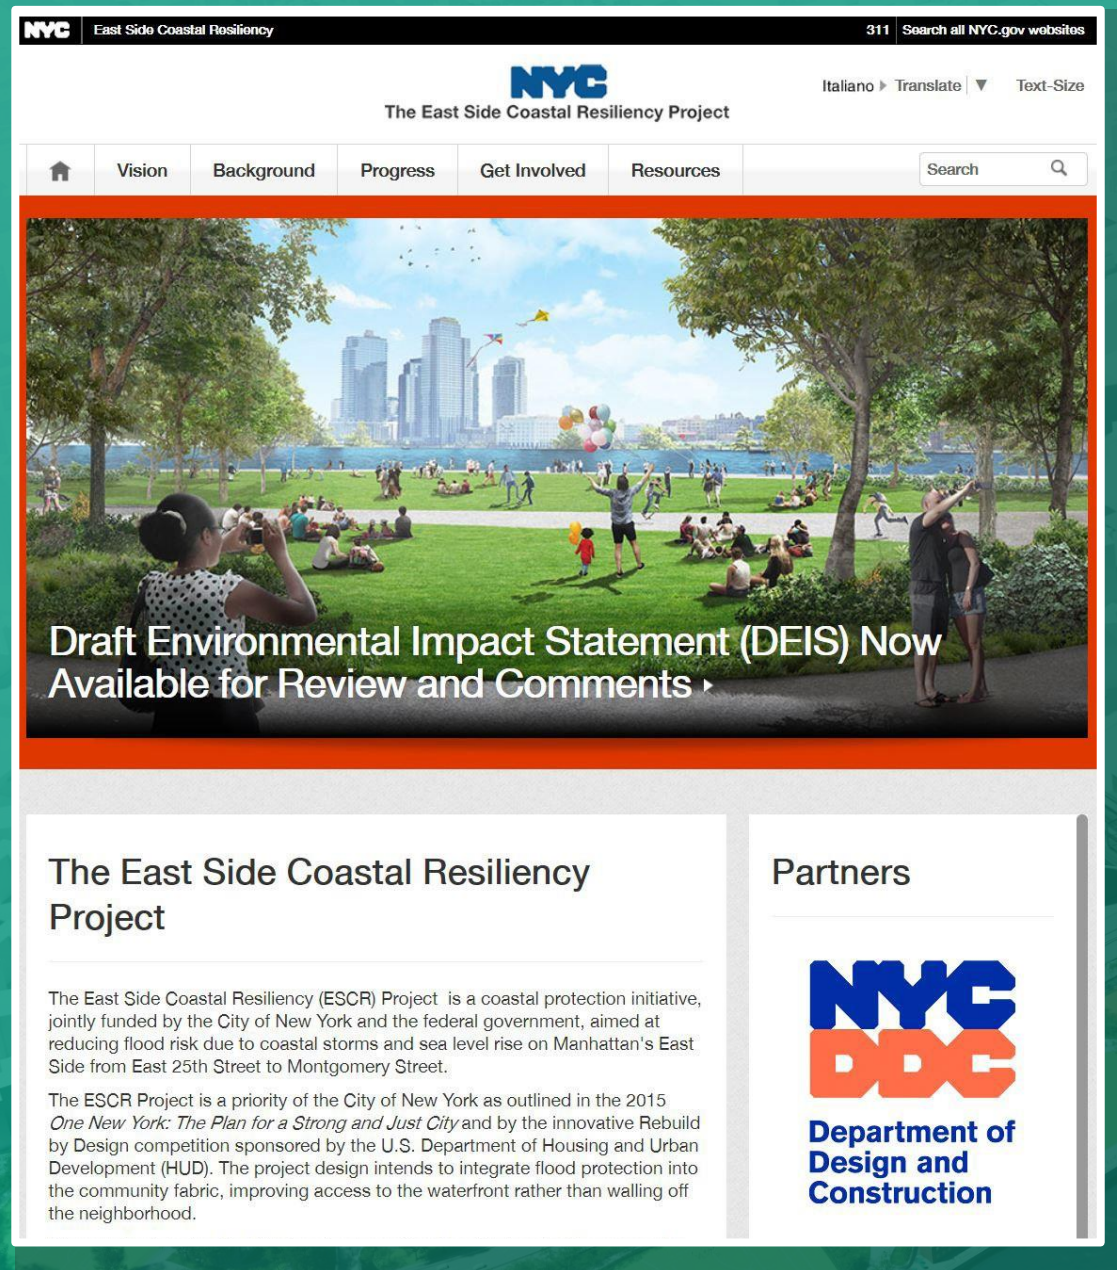 NYC East Side Coastal Resiliency 311 Search all NYC.gov websites
NYC
The East Side Coastal Resiliency Project
Italiano Translate Text-Size
Vision Background Progress Get Involved Resources Search
Draft Environmental Impact Statement (DEIS) Now
Available for Review and Comments
The East Side Coastal Resiliency
Project
The East Side Coastal Resiliency (ESCR) Project is a coastal protection initiative,
jointly funded by the City of New York and the federal government, aimed at
reducing flood risk due to coastal storms and sea level rise on Manhattan's East
Side from East 25th Street to Montgomery Street.
The ESCR Project is a priority of the City of New York as outlined in the 2015
One New York: The Plan for a Strong and Just City and by the innovative Rebuild
by Design competition sponsored by the U.S. Department of Housing and Urban
Development (HUD). The project design intends to integrate flood protection into
the community fabric, improving access to the waterfront rather than walling off
the neighborhood.
Partners
NYC
DDC
Department of
Design and
Construction